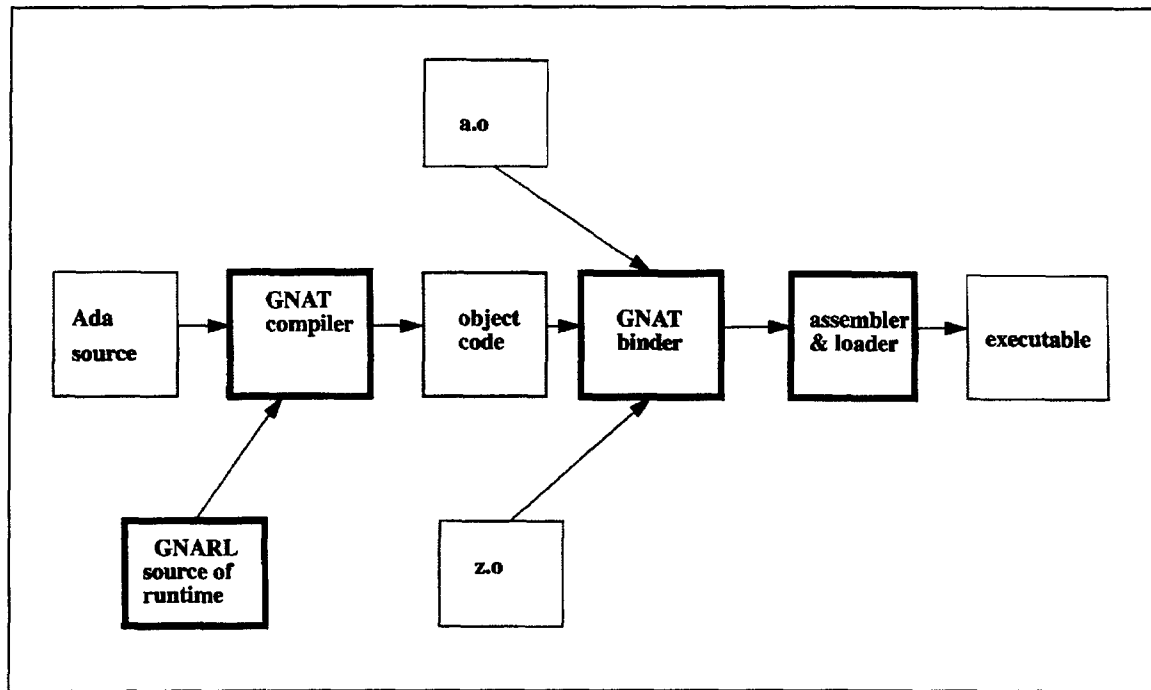 a.o
Ada
source
GNAT
compiler
object
code
GNAT
binder
assembler
& loader
executable
GNARL
source of
runtime
z.o